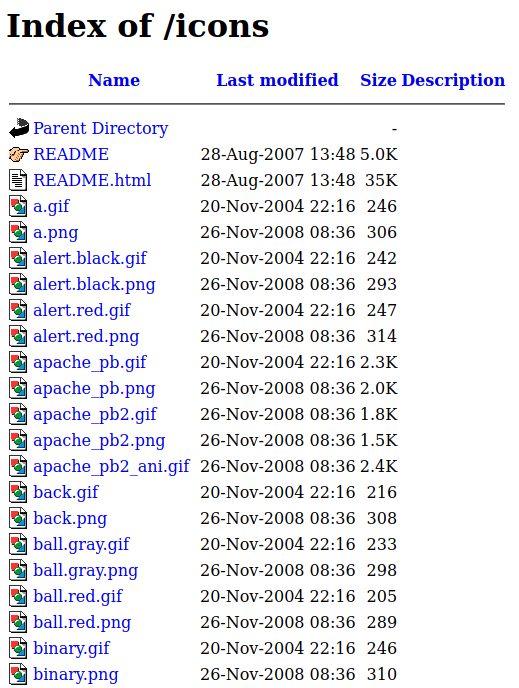 Index of /icons
Name Last modified Size Description
Parent Directory -
README 28-Aug-2007 13:48 5.0K
README.html 28-Aug-2007 13:48 35K
a.gif 20-Nov-2004 22:16 246
a.png 26-Nov-2008 08:36 306
alert.black.gif 20-Nov-2004 22:16 242
alert.black.png 26-Nov-2008 08:36 293
alert.red.gif 20-Nov-2004 22:16 247
alert.red.png 26-Nov-2008 08:36 314
apache_pb.gif 20-Nov-2004 22:16 2.3K
apache_pb.png 26-Nov-2008 08:36 2.0K
apache_pb2.gif 26-Nov-2008 08:36 1.8K
apache_pb2.png 26-Nov-2008 08:36 1.5K
apache_pb2_ani.gif 26-Nov-2008 08:36 2.4K
back.gif 20-Nov-2004 22:16 216
back.png 26-Nov-2008 08:36 308
ball.gray.gif 20-Nov-2004 22:16 233
ball.gray.png 26-Nov-2008 08:36 298
ball.red.gif 20-Nov-2004 22:16 205
ball.red.png 26-Nov-2008 08:36 289
binary.gif 20-Nov-2004 22:16 246
binary.png 26-Nov-2008 08:36 310